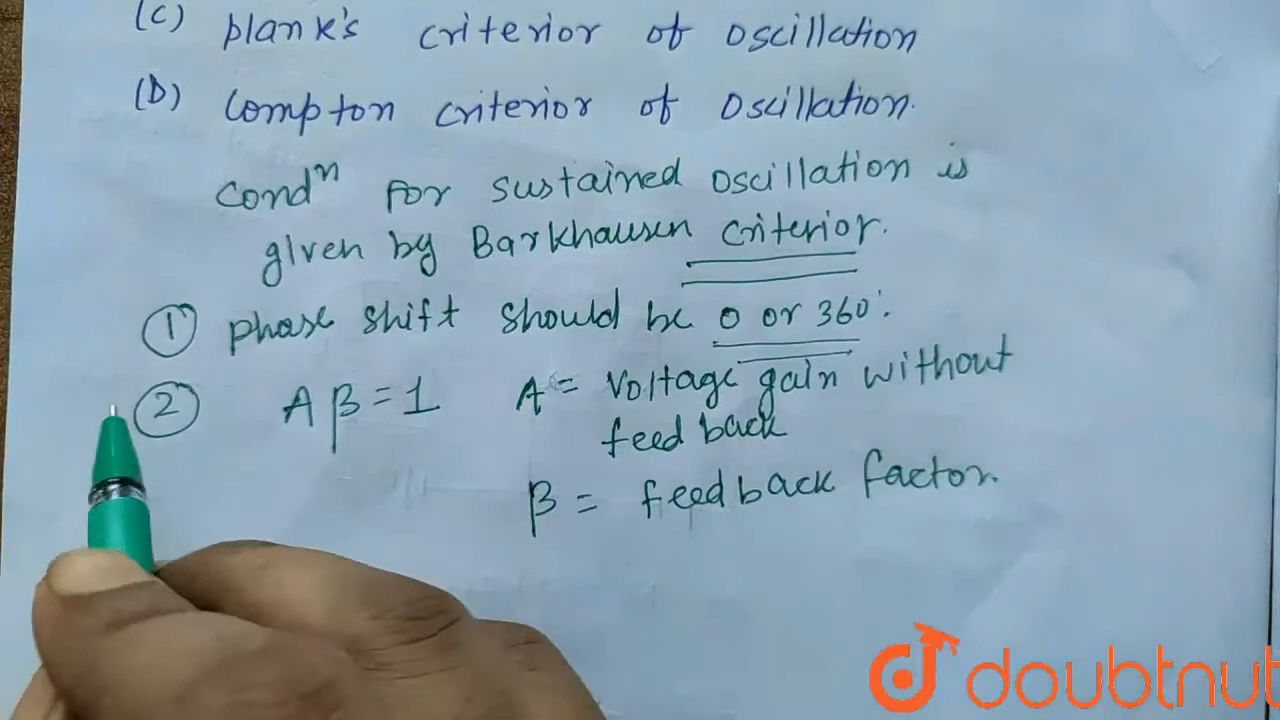 (C) plank's criterior of oscillation
(D) Compton criterior of oscillation.
condⁿ for sustained oscillation is
given by Barkhausen criterior.
① phase shift should be 0 or 360°.
② Aβ = 1 A = Voltage gain without
feed back
β = feedback factor.
doubtnut